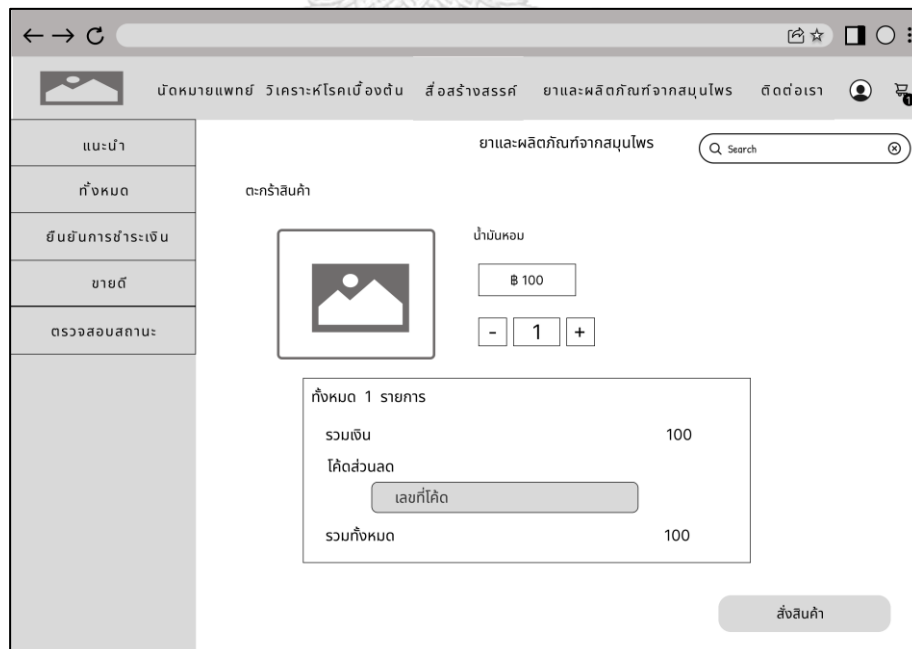 นัดหมายแพทย์ วิเคราะห์โรคเบื้องต้น สื่อสร้างสรรค์ ยาและผลิตภัณฑ์จากสมุนไพร ติดต่อเรา
1
แนะนำ
ทั้งหมด
ยืนยันการชำระเงิน
ขายดี
ตรวจสอบสถานะ
ยาและผลิตภัณฑ์จากสมุนไพร
Search
ตะกร้าสินค้า
น้ำมันหอม
฿ 100
- 1 +
ทั้งหมด 1 รายการ
รวมเงิน 100
โค้ดส่วนลด
เลขที่โค้ด
รวมทั้งหมด 100
สั่งสินค้า